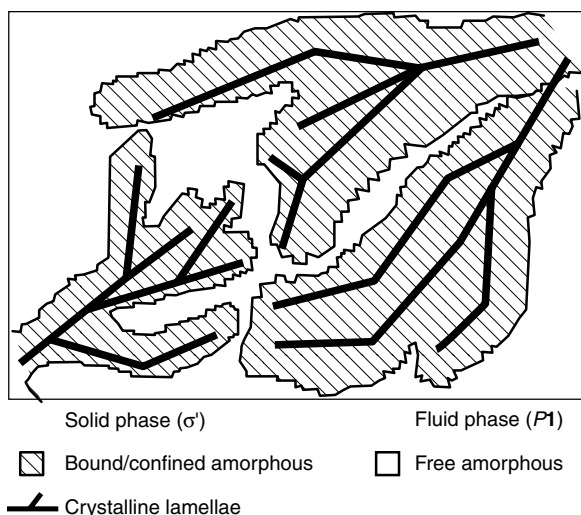 Solid phase (σ') Fluid phase (P1)
Bound/confined amorphous Free amorphous
Crystalline lamellae